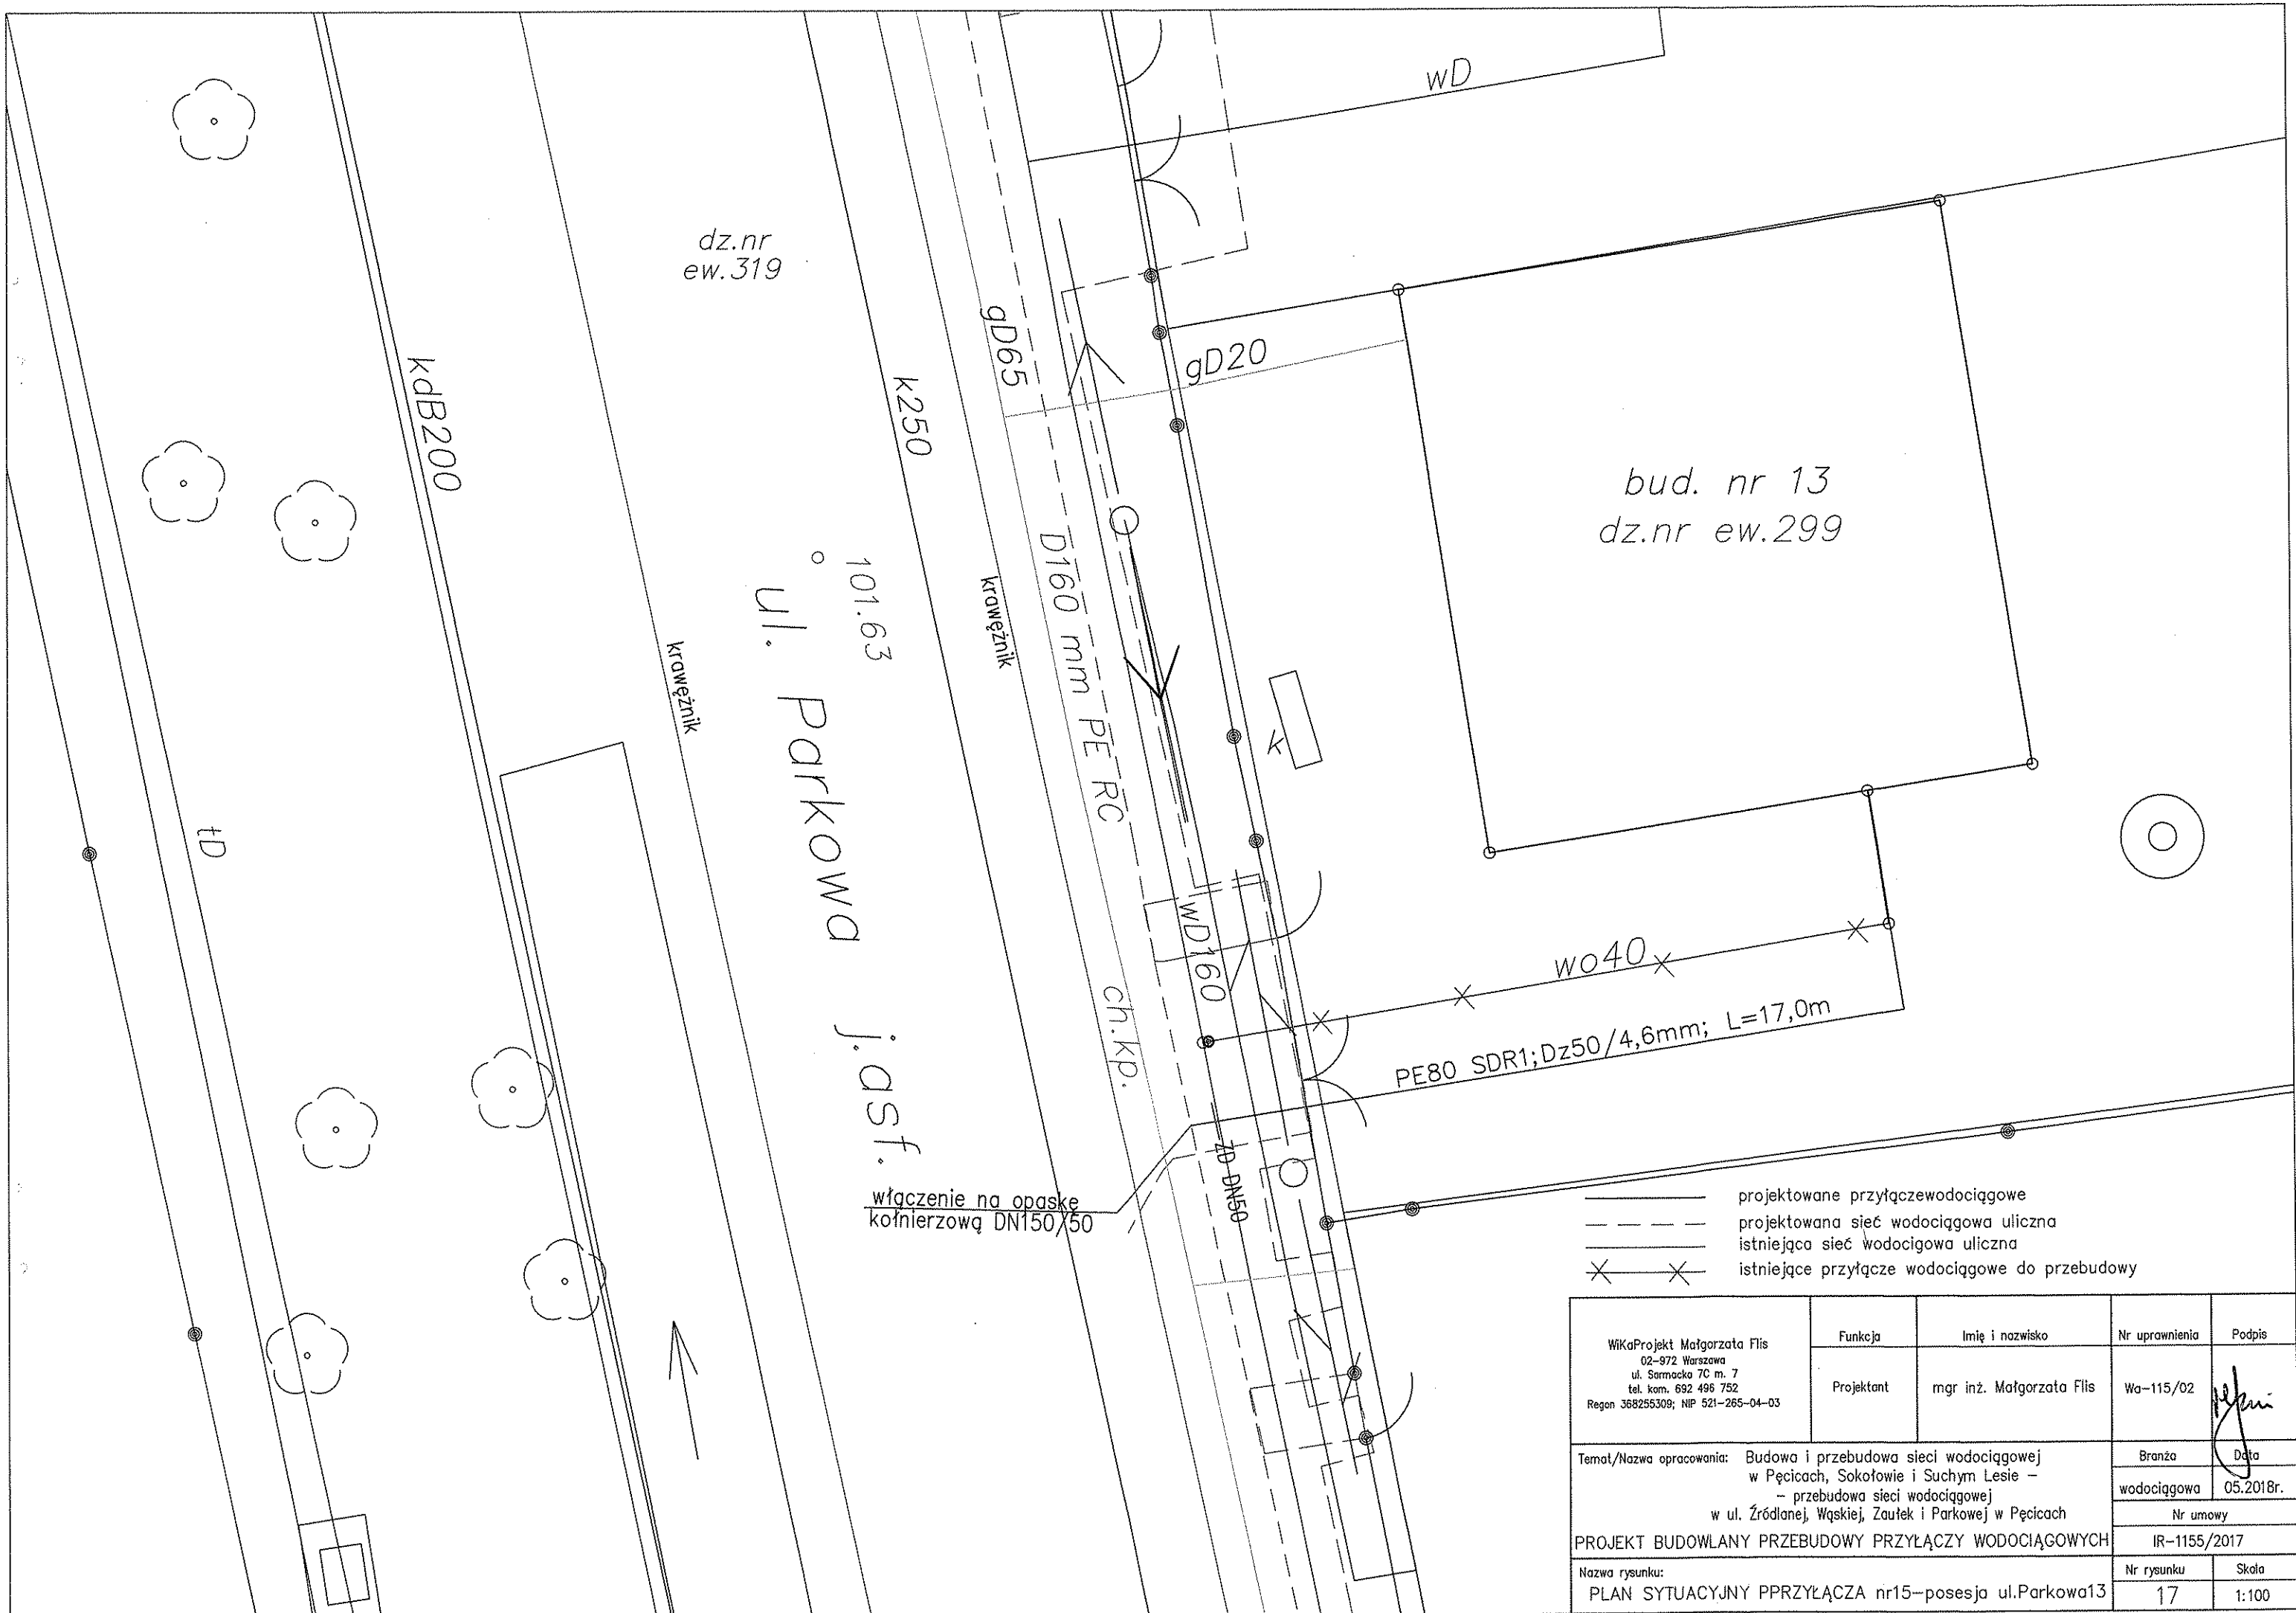 wD
dz.nr
ew.319
gD65
gD20
kdB200
k250
bud. nr 13
dz.nr ew.299
101.63
krawężnik
D160 mm PE RC
krawężnik
ul. Parkowa j.asf.
k
tD
wD160
wo40
ch.kp.
PE80 SDR1;Dz50/4,6mm; L=17,0m
ZD DN50
włączenie na opaskę
kołnierzową DN150/50
projektowane przyłączewodociągowe
projektowana sieć wodociągowa uliczna
istniejąca sieć wodocigowa uliczna
istniejące przyłącze wodociągowe do przebudowy
WiKaProjekt Małgorzata Flis
02-972 Warszawa
ul. Sarmacka 7C m. 7
tel. kom. 692 496 752
Regon 368255309; NIP 521-265-04-03
Funkcja
Imię i nazwisko
Nr uprawnienia
Podpis
Projektant
mgr inż. Małgorzata Flis
Wa-115/02
Temat/Nazwa opracowania: Budowa i przebudowa sieci wodociągowej
w Pęcicach, Sokołowie i Suchym Lesie -
- przebudowa sieci wodociągowej
w ul. Źródlanej, Wąskiej, Zaułek i Parkowej w Pęcicach
PROJEKT BUDOWLANY PRZEBUDOWY PRZYŁĄCZY WODOCIĄGOWYCH
Branża
Data
wodociągowa
05.2018r.
Nr umowy
IR-1155/2017
Nazwa rysunku:
PLAN SYTUACYJNY PPRZYŁĄCZA nr15-posesja ul.Parkowa13
Nr rysunku
Skala
17
1:100